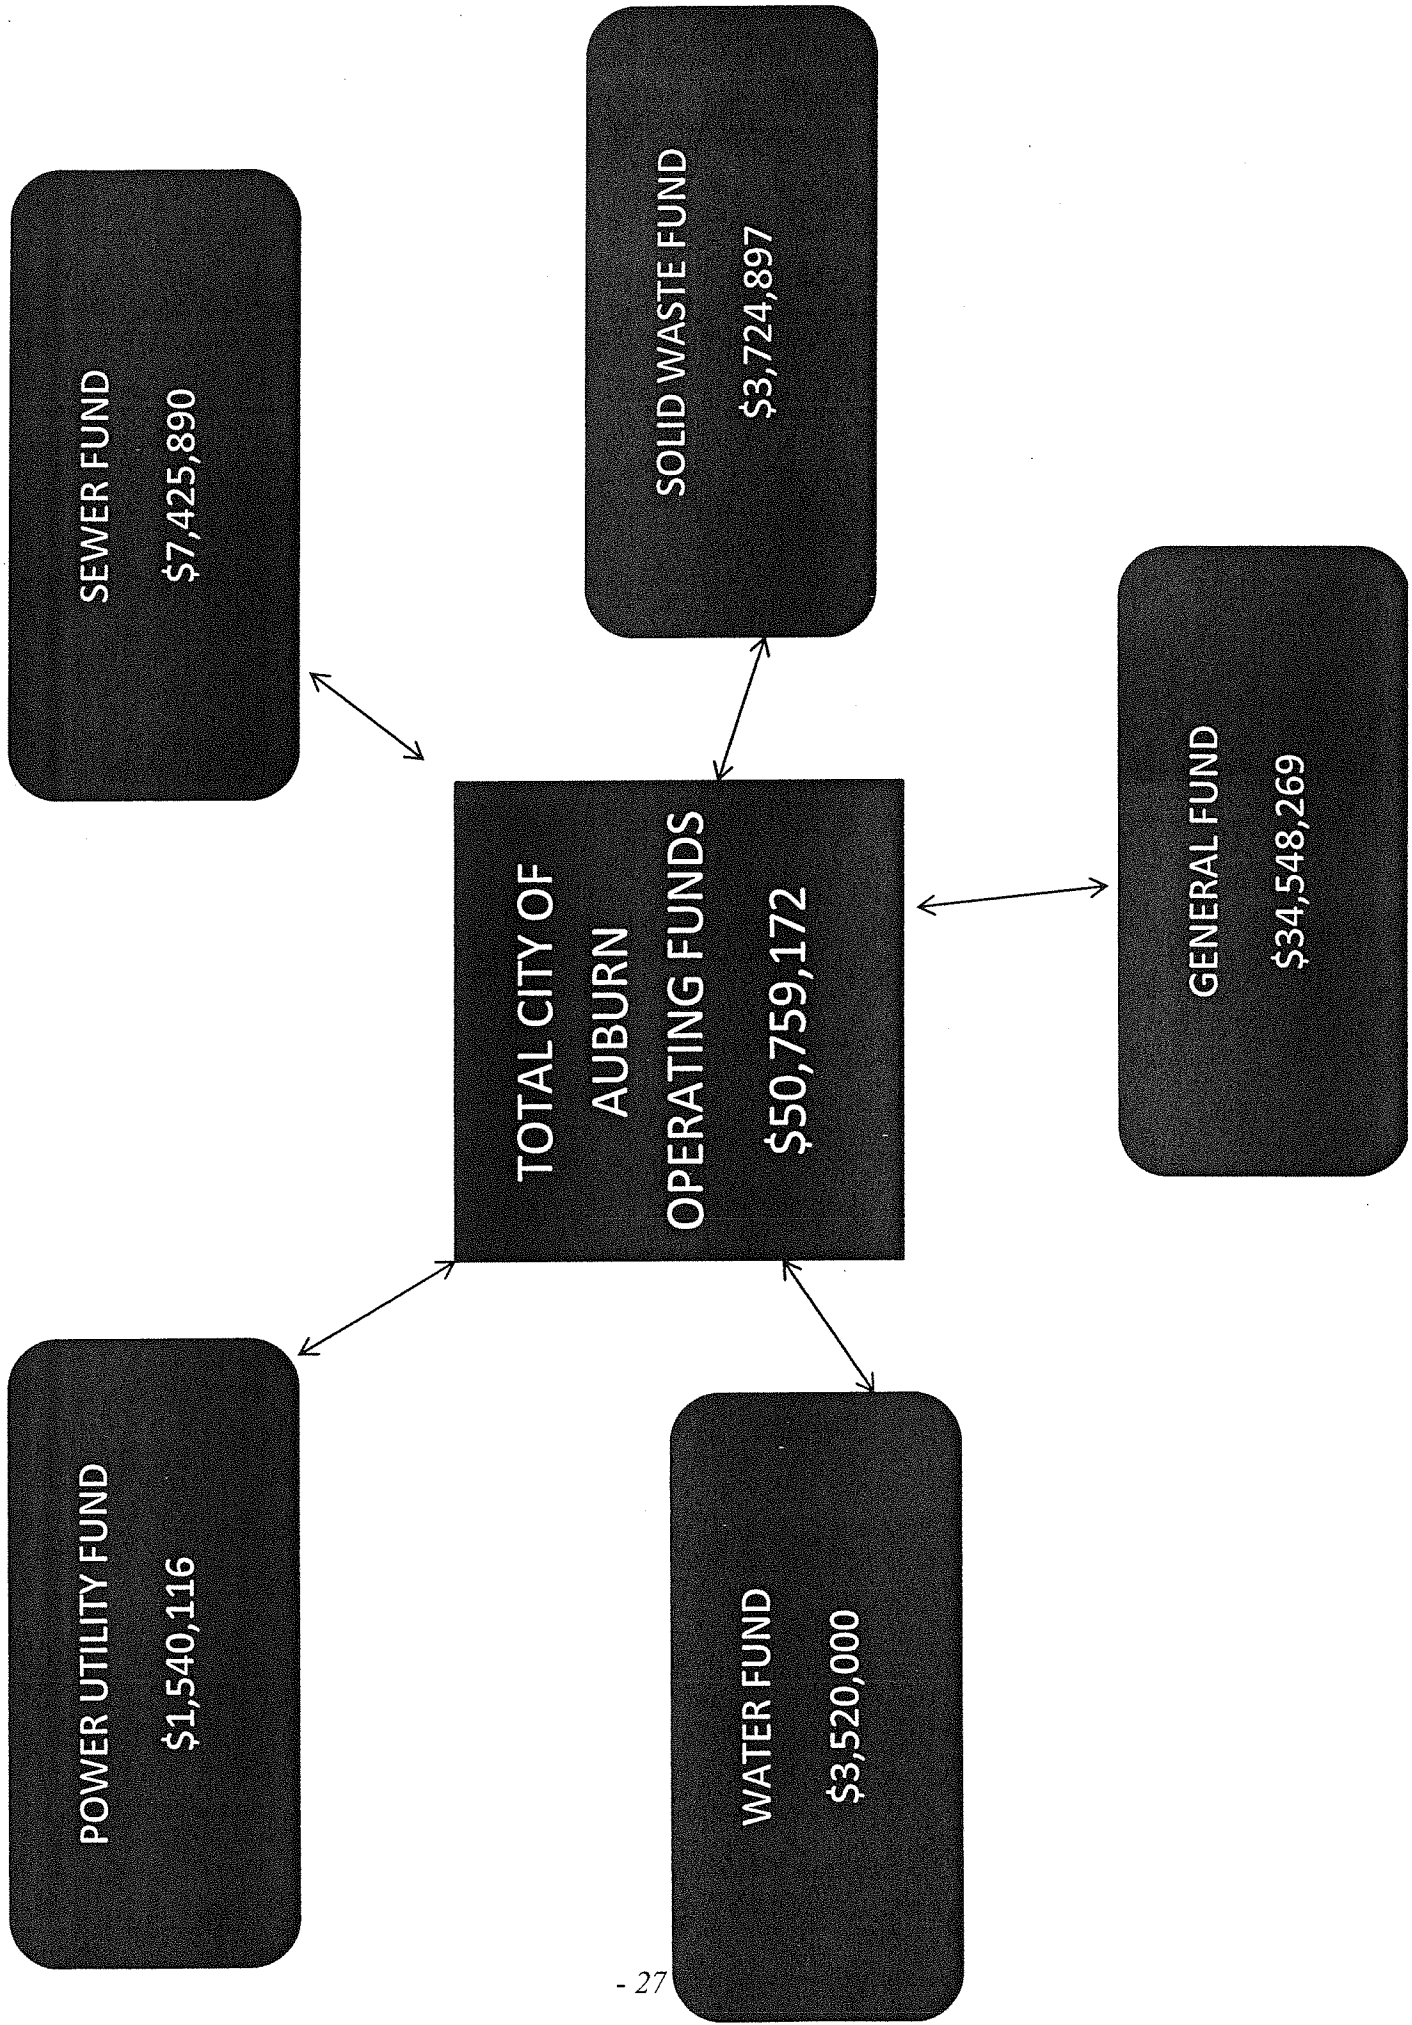 POWER UTILITY FUND
$1,540,116
SEWER FUND
$7,425,890
TOTAL CITY OF
AUBURN
OPERATING FUNDS
$50,759,172
SOLID WASTE FUND
$3,724,897
WATER FUND
$3,520,000
GENERAL FUND
$34,548,269
- 27